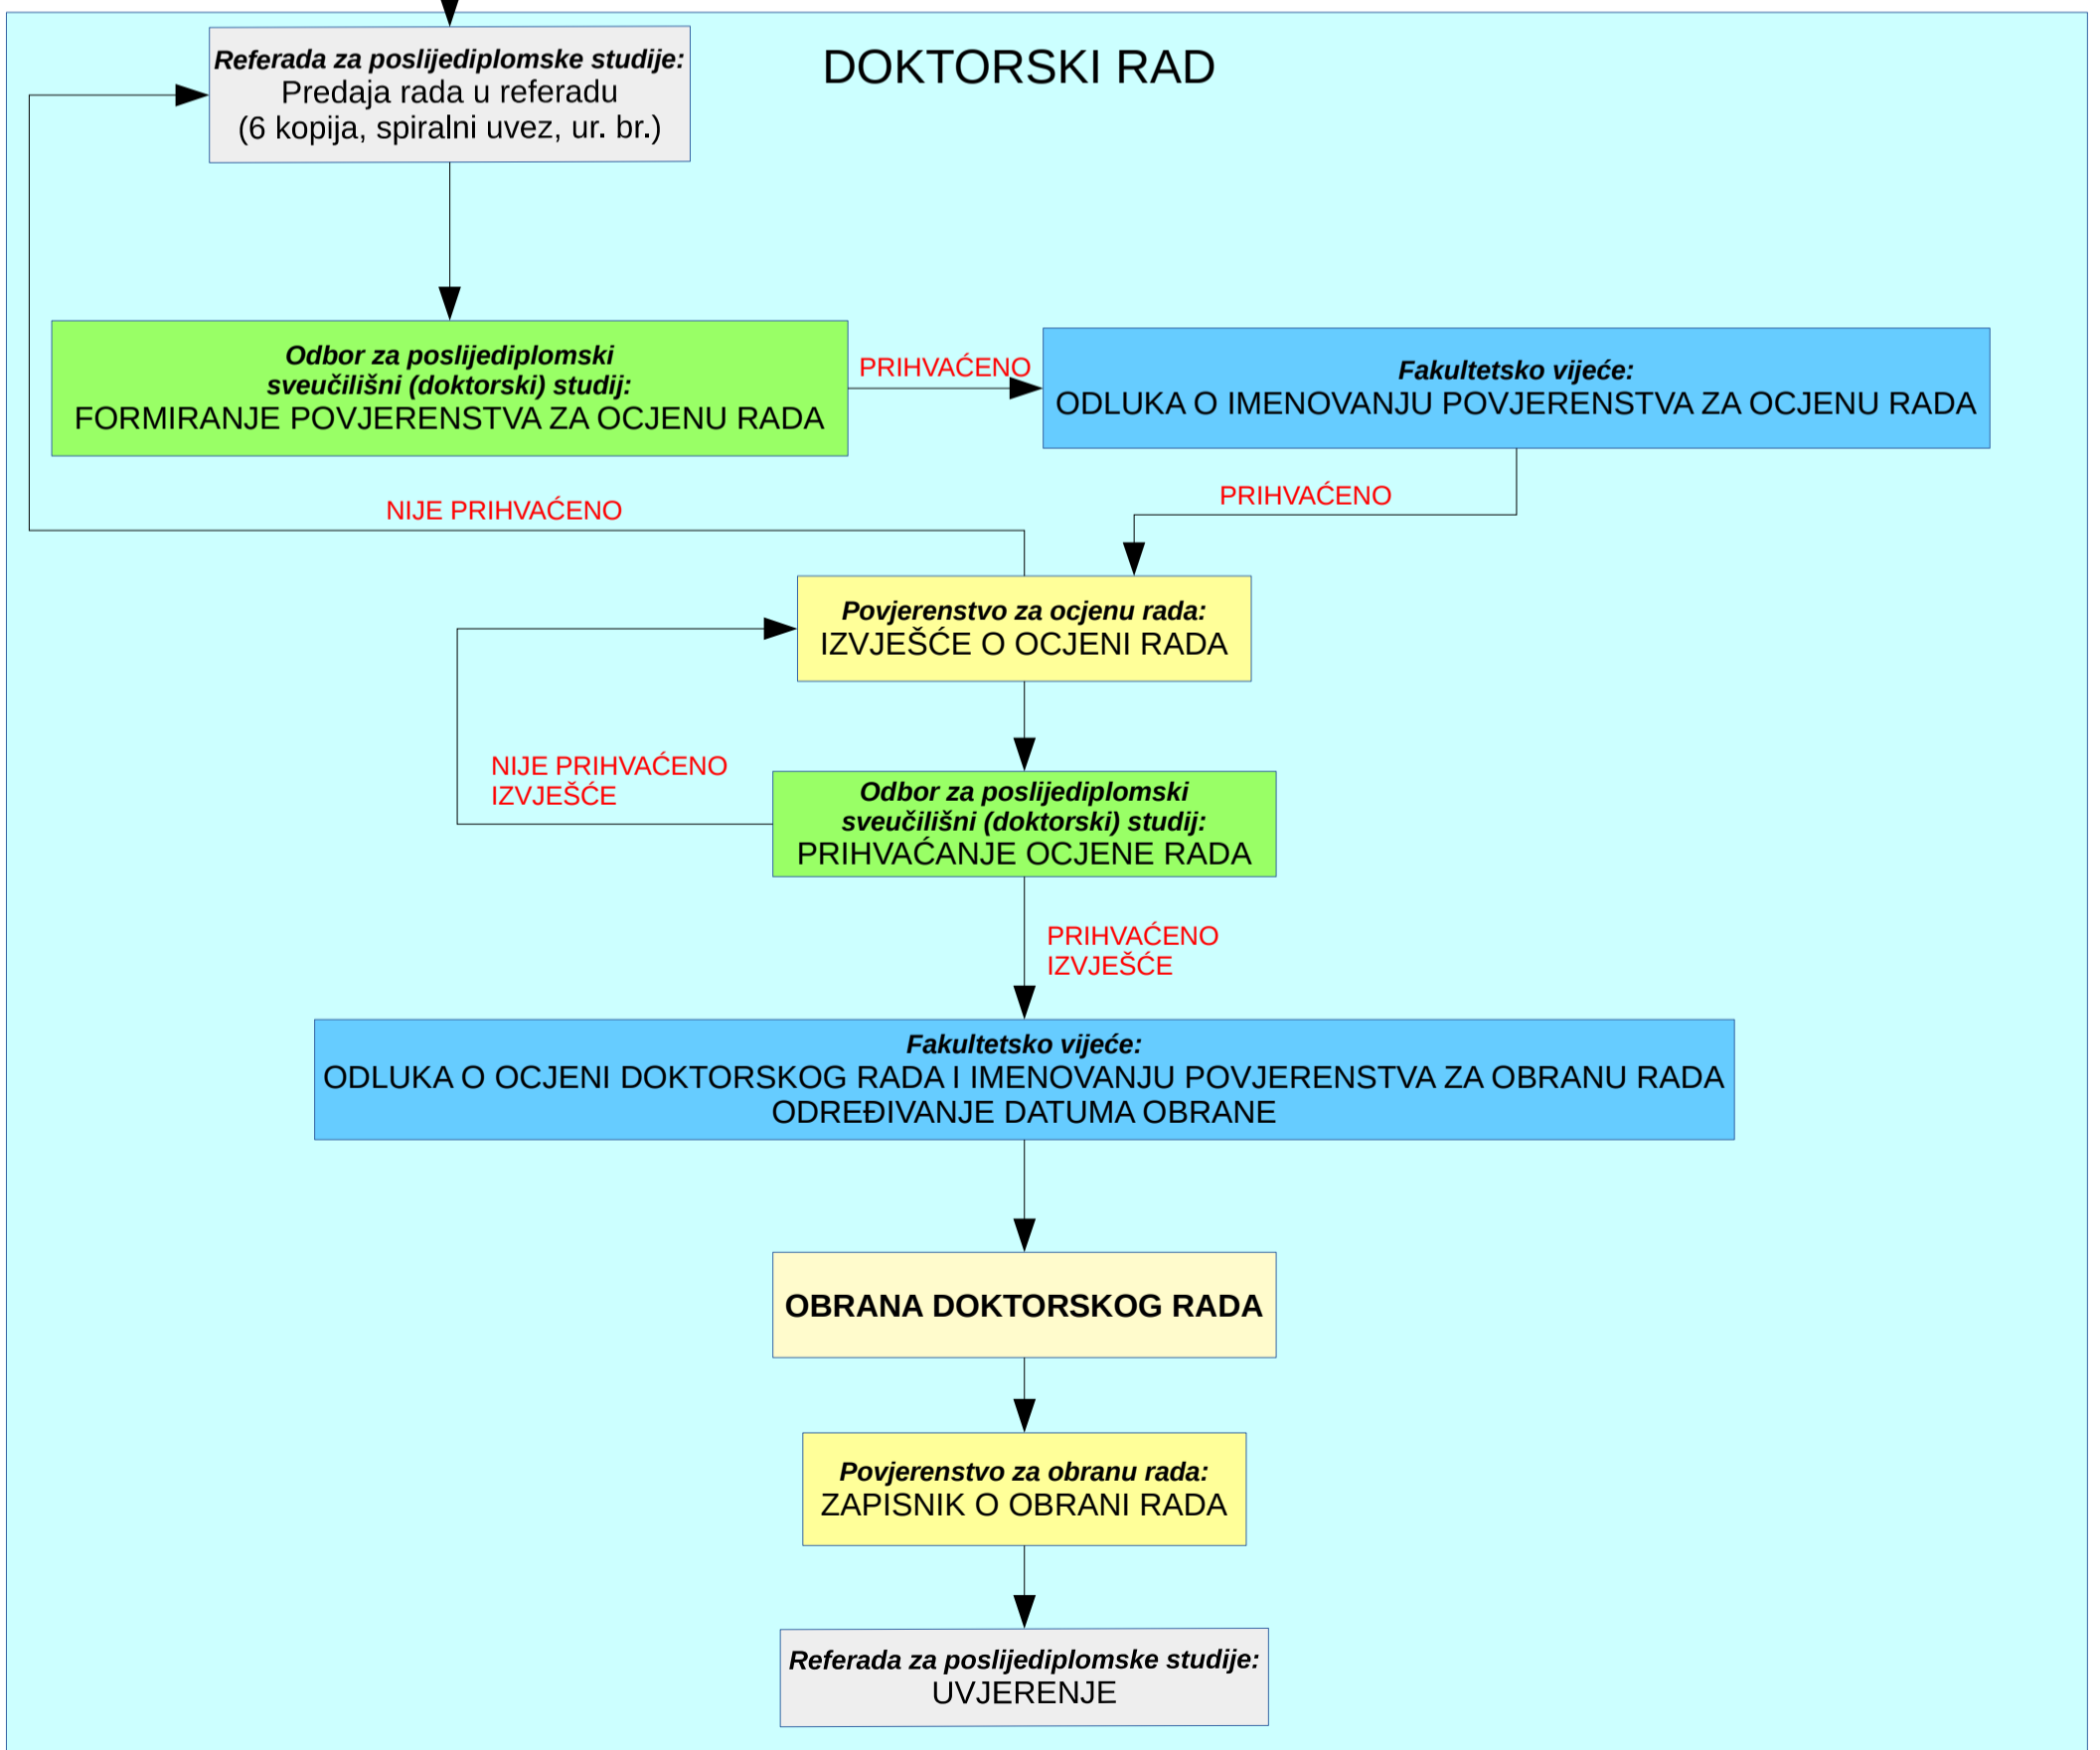 DOKTORSKI RAD
Referada za poslijediplomske studije:
Predaja rada u referadu
(6 kopija, spiralni uvez, ur. br.)
Odbor za poslijediplomski
sveučilišni (doktorski) studij:
FORMIRANJE POVJERENSTVA ZA OCJENU RADA
PRIHVAĆENO
Fakultetsko vijeće:
ODLUKA O IMENOVANJU POVJERENSTVA ZA OCJENU RADA
PRIHVAĆENO
NIJE PRIHVAĆENO
Povjerenstvo za ocjenu rada:
IZVJEŠĆE O OCJENI RADA
NIJE PRIHVAĆENO
IZVJEŠĆE
Odbor za poslijediplomski
sveučilišni (doktorski) studij:
PRIHVAĆANJE OCJENE RADA
PRIHVAĆENO
IZVJEŠĆE
Fakultetsko vijeće:
ODLUKA O OCJENI DOKTORSKOG RADA I IMENOVANJU POVJERENSTVA ZA OBRANU RADA
ODREĐIVANJE DATUMA OBRANE
OBRANA DOKTORSKOG RADA
Povjerenstvo za obranu rada:
ZAPISNIK O OBRANI RADA
Referada za poslijediplomske studije:
UVJERENJE